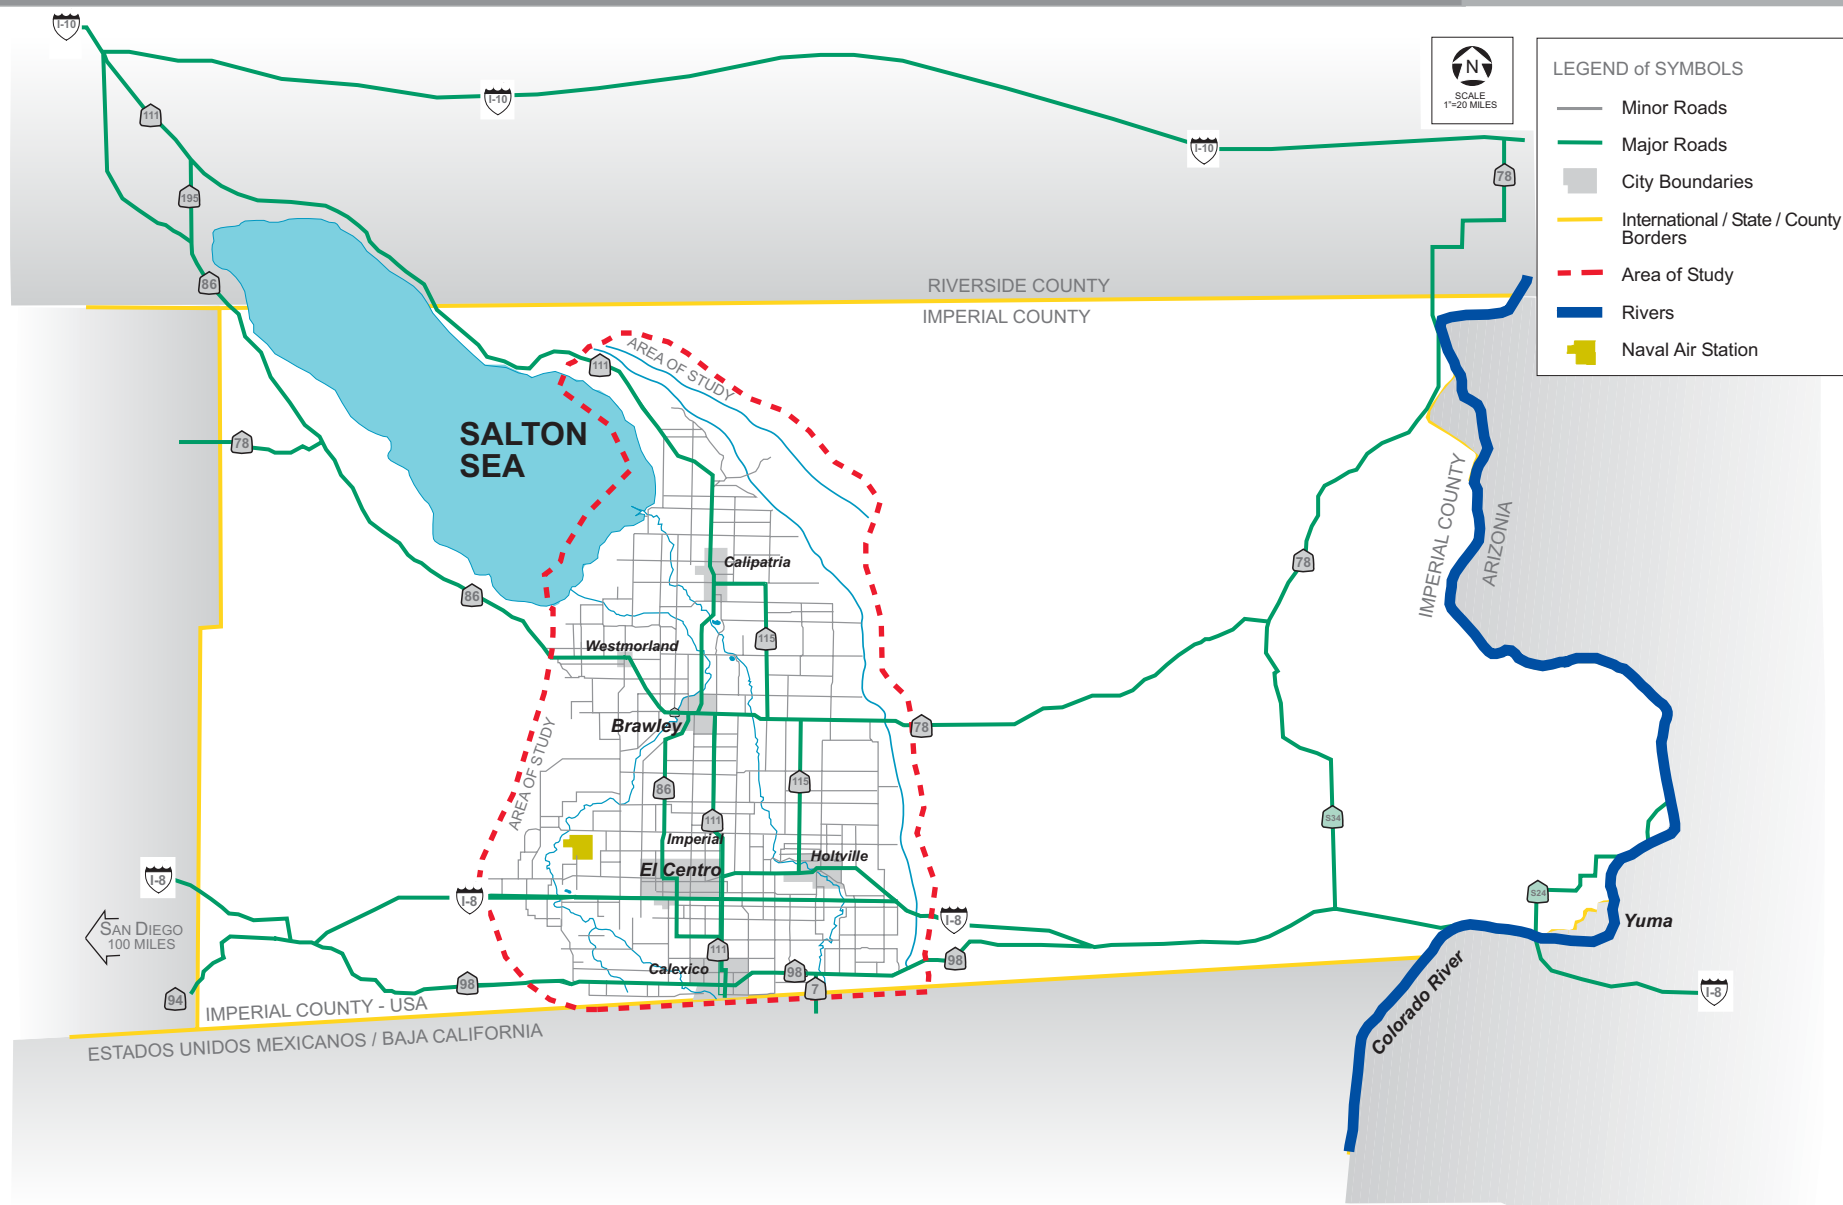 I-10
111
I-10
I-10
N
SCALE
1"=20 MILES
LEGEND of SYMBOLS
Minor Roads
Major Roads
City Boundaries
International / State / County
Borders
Area of Study
Rivers
Naval Air Station
78
195
86
RIVERSIDE COUNTY
IMPERIAL COUNTY
111
AREA OF STUDY
SALTON
SEA
78
IMPERIAL COUNTY
ARIZONIA
78
Calipatria
86
115
Westmorland
Brawley
78
AREA OF STUDY
86
115
111
S34
Imperial
El Centro
Holtville
I-8
I-8
I-8
S24
Yuma
SAN DIEGO
100 MILES
111
98
Calexico
98
98
7
94
I-8
Colorado River
IMPERIAL COUNTY - USA
ESTADOS UNIDOS MEXICANOS / BAJA CALIFORNIA